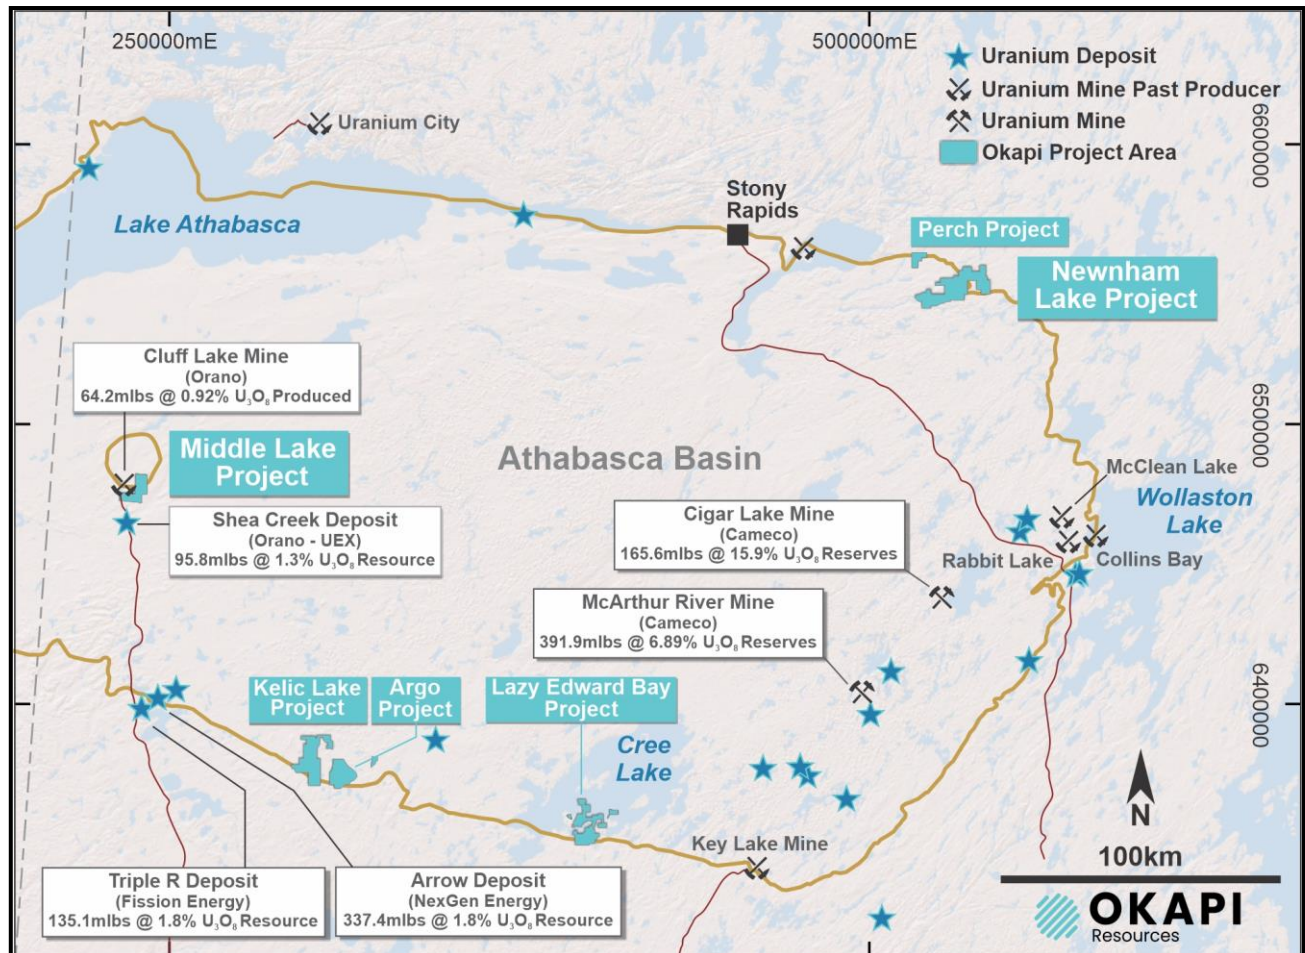 250000mE
500000mE
Uranium Deposit
Uranium Mine Past Producer
Uranium Mine
Okapi Project Area
6600000
Uranium City
Stony
Rapids
Lake Athabasca
Perch Project
Newnham
Lake Project
Cluff Lake Mine
(Orano)
64.2mlbs @ 0.92% U₃O₈ Produced
6500000
Middle Lake
Project
Athabasca Basin
McClean Lake
Wollaston
Lake
Shea Creek Deposit
(Orano - UEX)
95.8mlbs @ 1.3% U₃O₈ Resource
Cigar Lake Mine
(Cameco)
165.6mlbs @ 15.9% U₃O₈ Reserves
Rabbit Lake
Collins Bay
McArthur River Mine
(Cameco)
391.9mlbs @ 6.89% U₃O₈ Reserves
6400000
Kelic Lake
Project
Argo
Project
Lazy Edward Bay
Project
Cree
Lake
N
Key Lake Mine
100km
Triple R Deposit
(Fission Energy)
135.1mlbs @ 1.8% U₃O₈ Resource
Arrow Deposit
(NexGen Energy)
337.4mlbs @ 1.8% U₃O₈ Resource
OKAPI
Resources